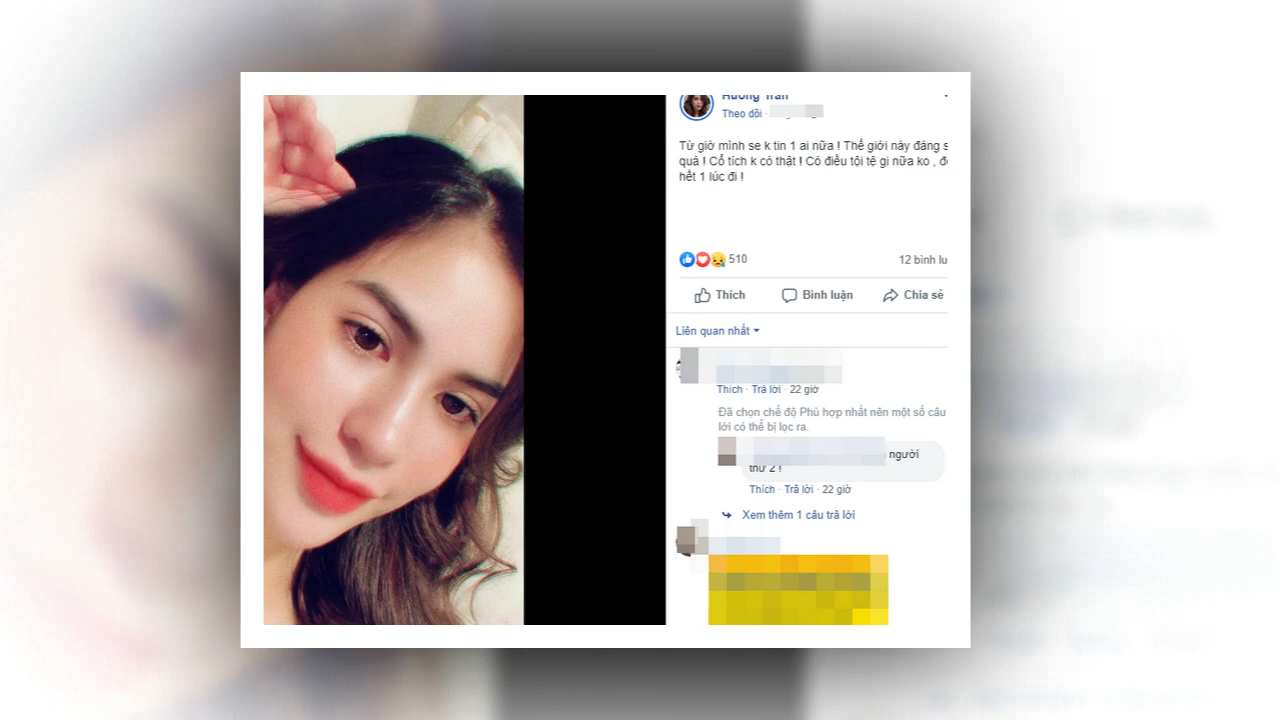 Hương Trần
Theo dõi ·
Từ giờ mình se k tin 1 ai nữa ! Thế giới này đáng s
quá ! Cổ tích k có thật ! Có điều tội tệ gi nữa ko , đ
hết 1 lúc đi !
510
12 bình lu
Thích
Bình luận
Chia sẻ
Liên quan nhất
Thích · Trả lời · 22 giờ
Đã chọn chế độ Phù hợp nhất nên một số câu
lời có thể bị lọc ra.
người
thứ 2 !
Thích · Trả lời · 22 giờ
Xem thêm 1 câu trả lời